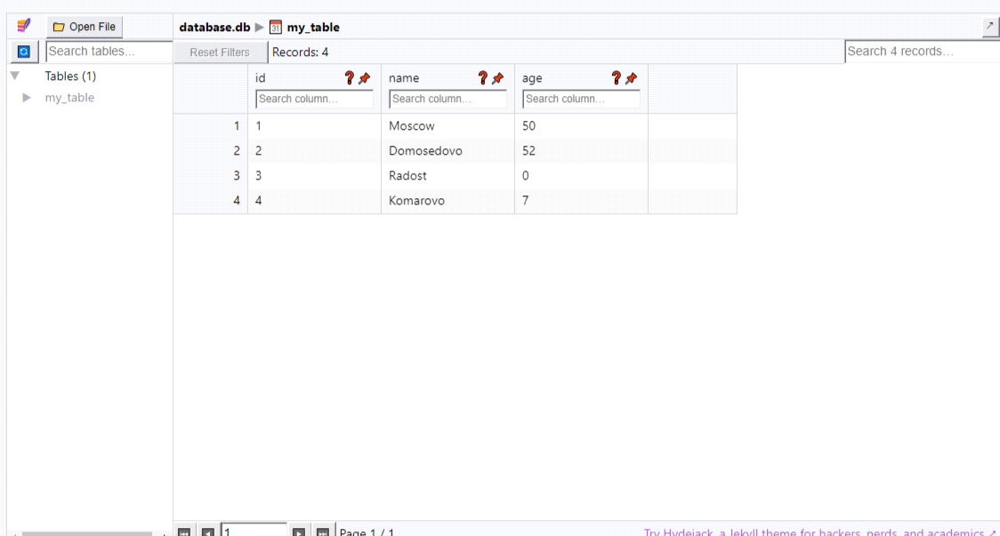 Open File
database.db ▶ my_table
Search tables...
Reset Filters
Records: 4
Search 4 records...
Tables (1)
my_table
id ? name ? age ?
Search column... Search column... Search column...
1 1 Moscow 50
2 2 Domosedovo 52
3 3 Radost 0
4 4 Komarovo 7
1 Page 1 / 1
Try Hydejack, a Jekyll theme for hackers, nerds, and academics ↗